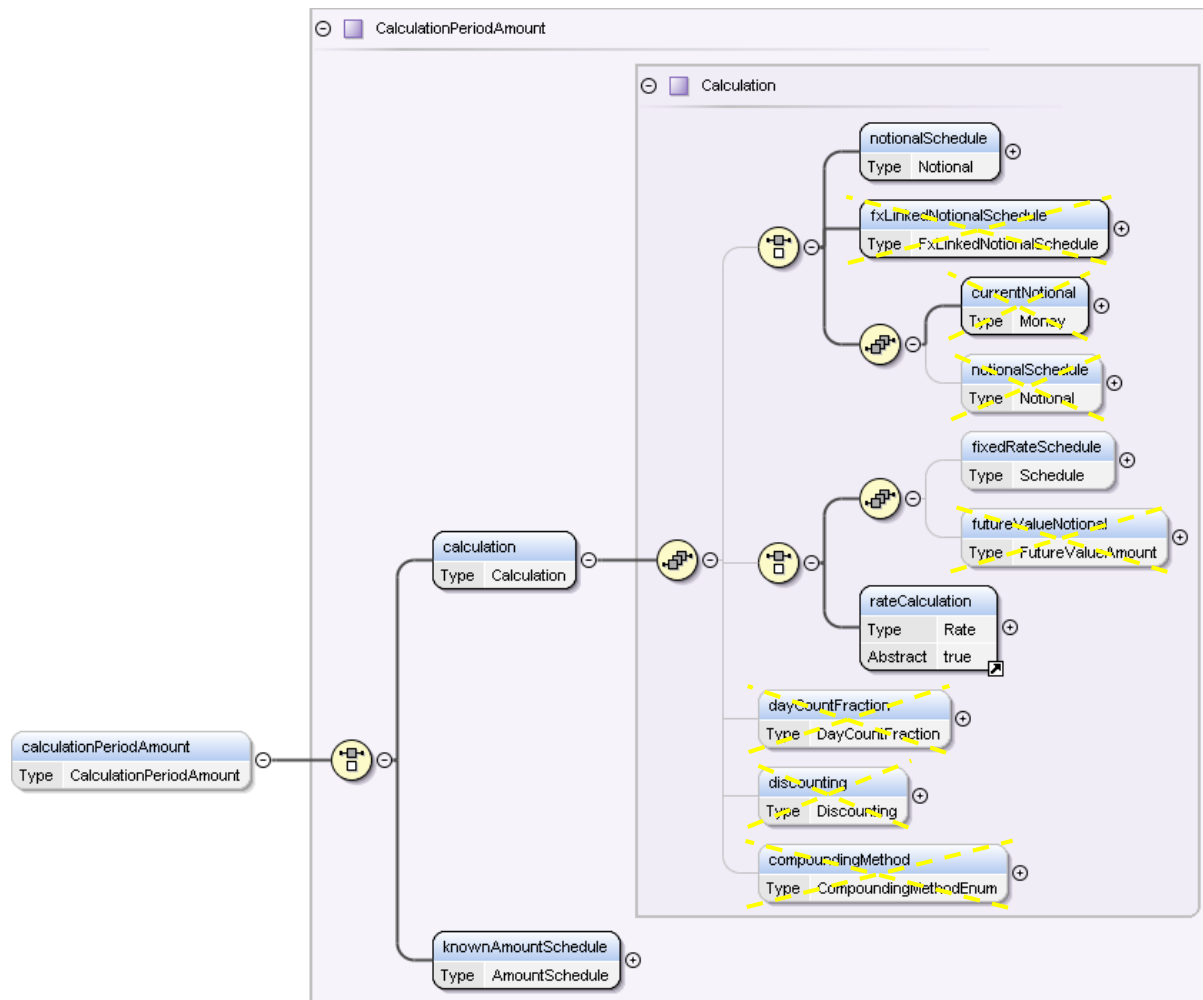 CalculationPeriodAmount
Calculation
notionalSchedule
Type Notional
fxLinkedNotionalSchedule
Type FxLinkedNotionalSchedule
currentNotional
Type Money
notionalSchedule
Type Notional
fixedRateSchedule
Type Schedule
futureValueNotional
Type FutureValueAmount
calculation
Type Calculation
rateCalculation
Type Rate
Abstract true
dayCountFraction
Type DayCountFraction
calculationPeriodAmount
Type CalculationPeriodAmount
discounting
Type Discounting
compoundingMethod
Type CompoundingMethodEnum
knownAmountSchedule
Type AmountSchedule